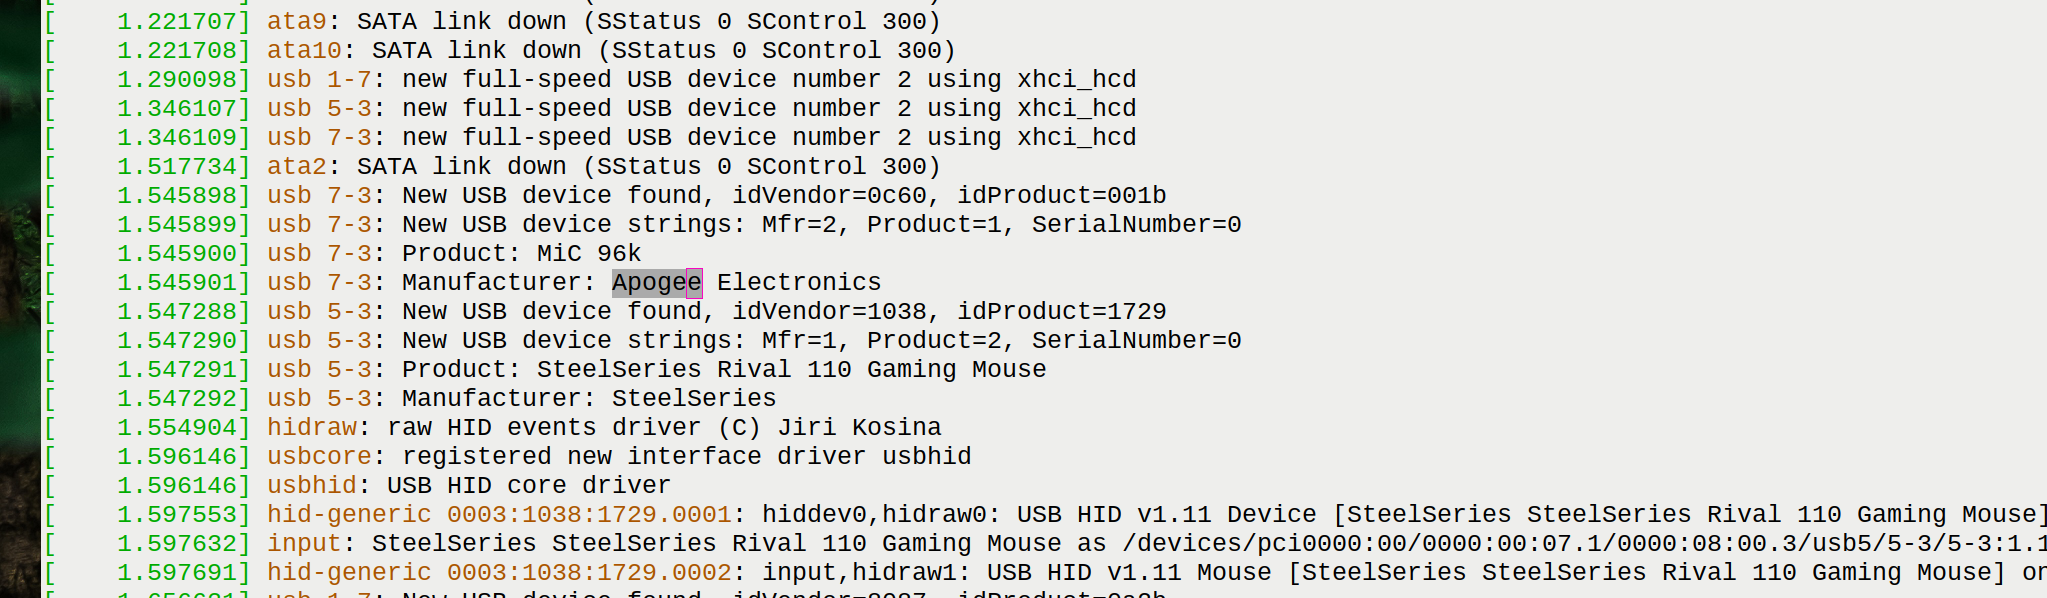 [    1.221707] ata9: SATA link down (SStatus 0 SControl 300)
[    1.221708] ata10: SATA link down (SStatus 0 SControl 300)
[    1.290098] usb 1-7: new full-speed USB device number 2 using xhci_hcd
[    1.346107] usb 5-3: new full-speed USB device number 2 using xhci_hcd
[    1.346109] usb 7-3: new full-speed USB device number 2 using xhci_hcd
[    1.517734] ata2: SATA link down (SStatus 0 SControl 300)
[    1.545898] usb 7-3: New USB device found, idVendor=0c60, idProduct=001b
[    1.545899] usb 7-3: New USB device strings: Mfr=2, Product=1, SerialNumber=0
[    1.545900] usb 7-3: Product: MiC 96k
[    1.545901] usb 7-3: Manufacturer: Apogee Electronics
[    1.547288] usb 5-3: New USB device found, idVendor=1038, idProduct=1729
[    1.547290] usb 5-3: New USB device strings: Mfr=1, Product=2, SerialNumber=0
[    1.547291] usb 5-3: Product: SteelSeries Rival 110 Gaming Mouse
[    1.547292] usb 5-3: Manufacturer: SteelSeries
[    1.554904] hidraw: raw HID events driver (C) Jiri Kosina
[    1.596146] usbcore: registered new interface driver usbhid
[    1.596146] usbhid: USB HID core driver
[    1.597553] hid-generic 0003:1038:1729.0001: hiddev0,hidraw0: USB HID v1.11 Device [SteelSeries SteelSeries Rival 110 Gaming Mouse]
[    1.597632] input: SteelSeries SteelSeries Rival 110 Gaming Mouse as /devices/pci0000:00/0000:00:07.1/0000:08:00.3/usb5/5-3/5-3:1.1
[    1.597691] hid-generic 0003:1038:1729.0002: input,hidraw1: USB HID v1.11 Mouse [SteelSeries SteelSeries Rival 110 Gaming Mouse] on